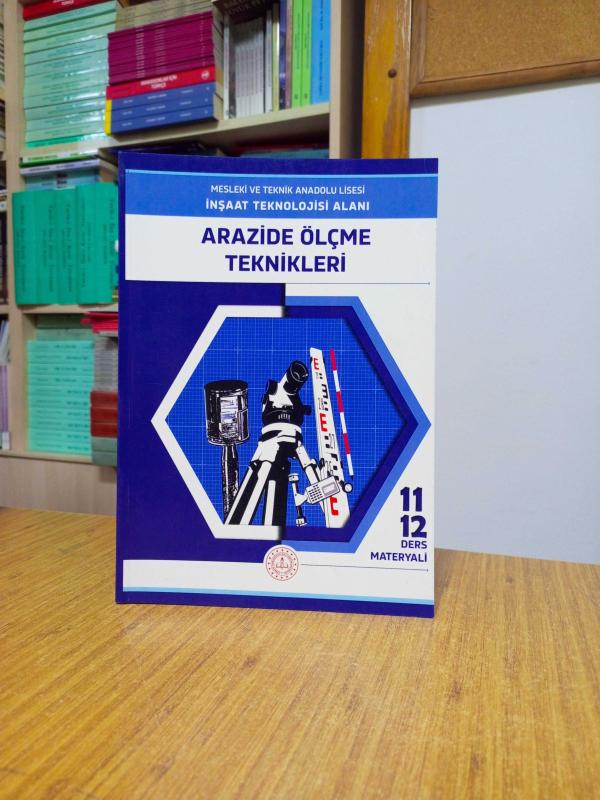 MESLEKİ VE TEKNİK ANADOLU LİSESİ
İNŞAAT TEKNOLOJİSİ ALANI
ARAZİDE ÖLÇME
TEKNİKLERİ
11
12
DERS
MATERYALİ